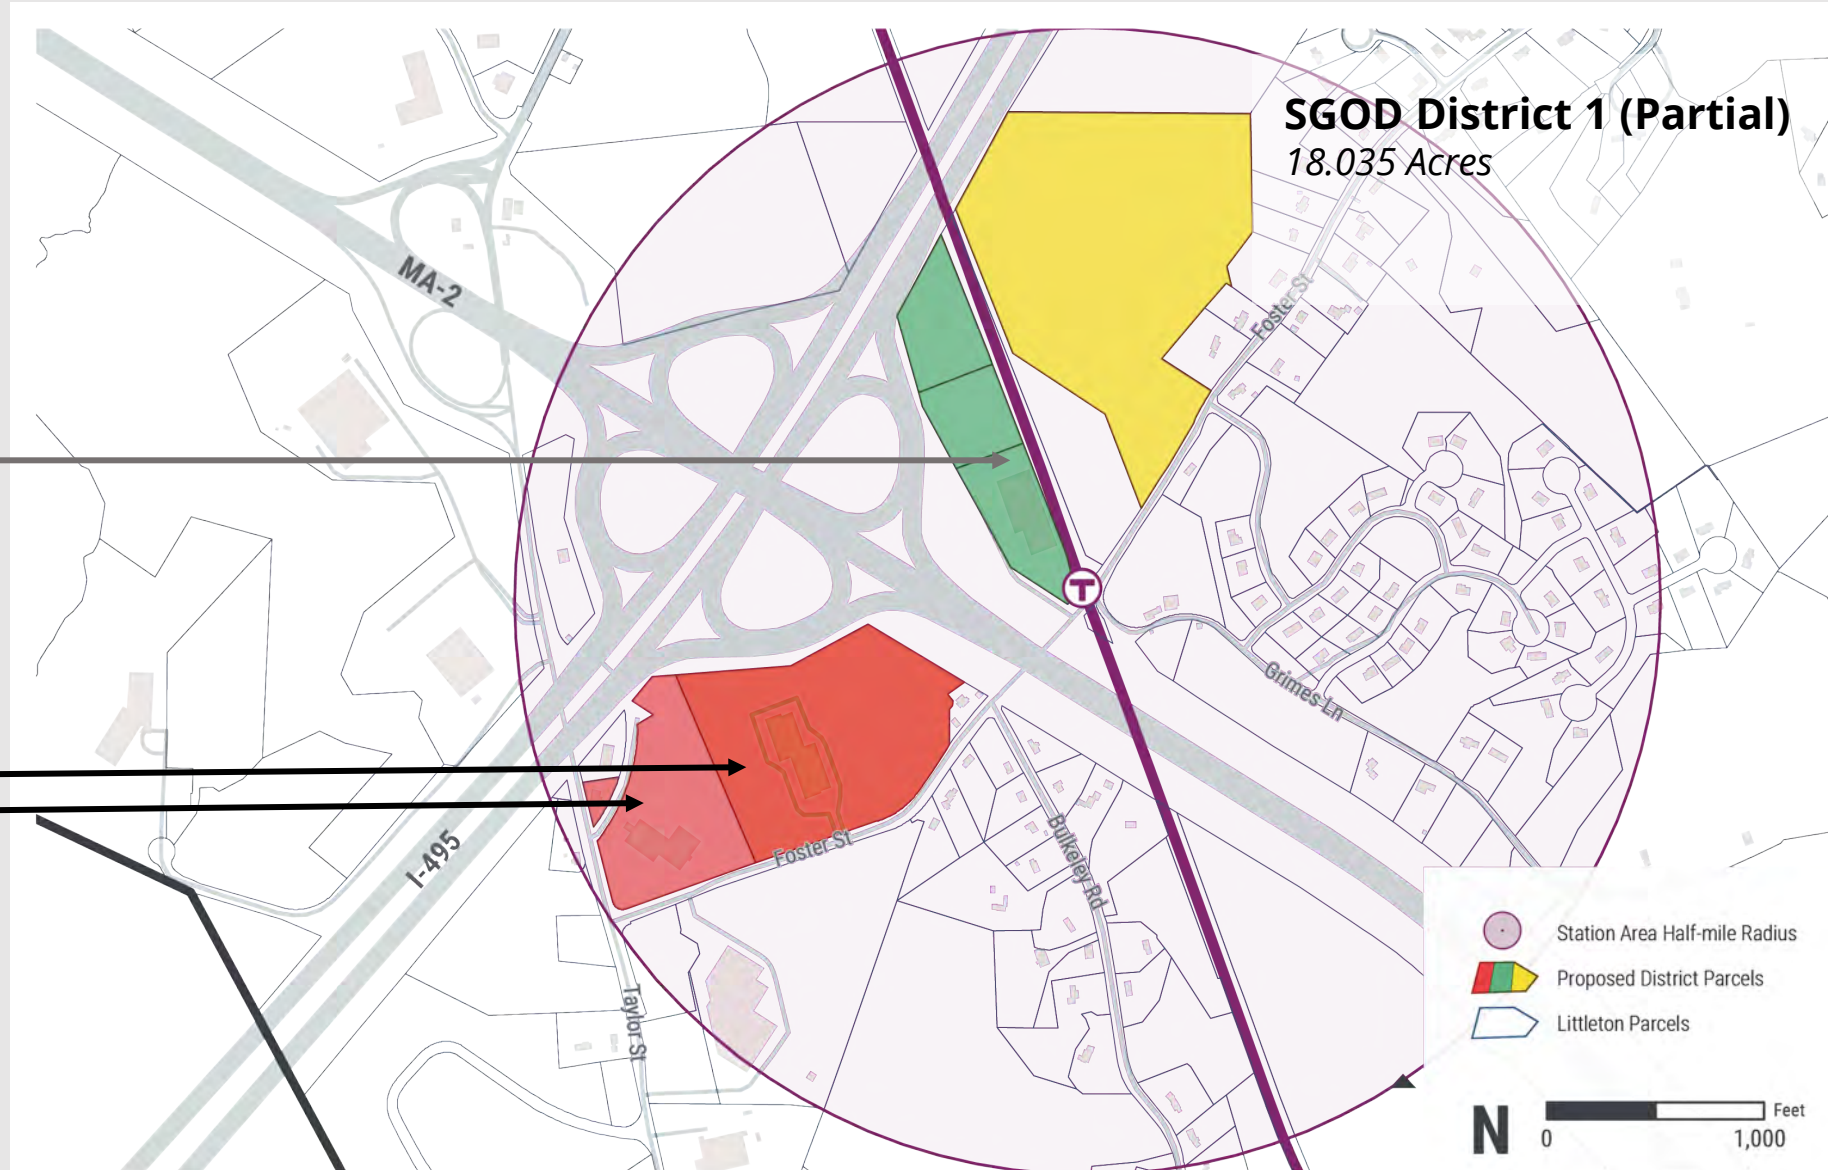 SGOD District 1 (Partial)
18.035 Acres
MA-2
Foster St
T
Grimes Ln
I-495
Foster St
Bulkeley Rd
Taylor St
Station Area Half-mile Radius
Proposed District Parcels
Littleton Parcels
N
Feet
0 1,000